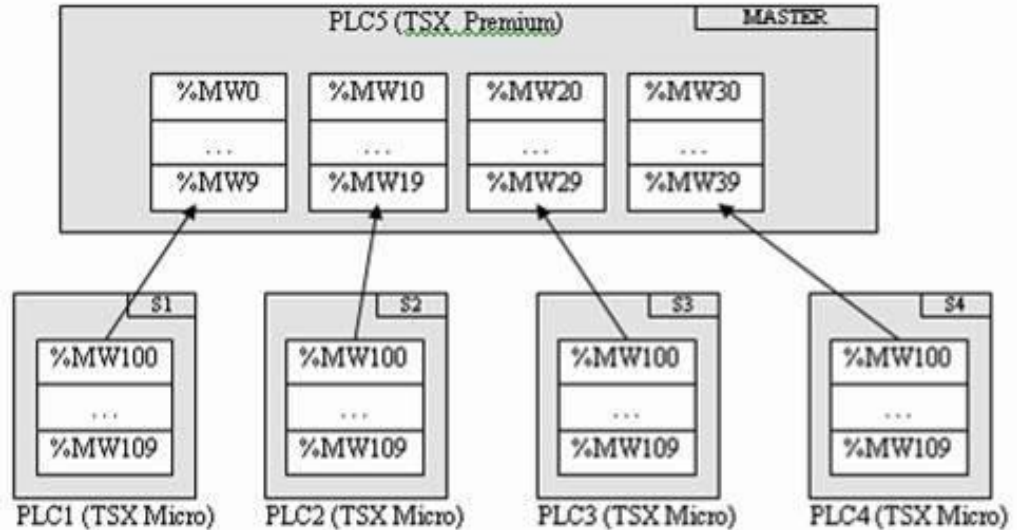 PLC5 (TSX Premium) MASTER
%MW0 %MW10 %MW20 %MW30
... ... ... ...
%MW9 %MW19 %MW29 %MW39
S1 S2 S3 S4
%MW100 %MW100 %MW100 %MW100
... ... ... ...
%MW109 %MW109 %MW109 %MW109
PLC1 (TSX Micro) PLC2 (TSX Micro) PLC3 (TSX Micro) PLC4 (TSX Micro)